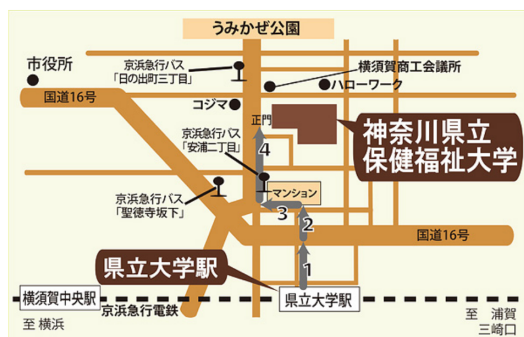 うみかぜ公園
京浜急行バス
「日の出町三丁目」
市役所
横須賀商工会議所
ハローワーク
国道16号
コジマ
正門
神奈川県立
保健福祉大学
京浜急行バス
「安浦二丁目」
4
マンション
京浜急行バス
「聖徳寺坂下」
3
2
国道16号
県立大学駅
1
横須賀中央駅
京浜急行電鉄
県立大学駅
至 横浜
至 浦賀
三崎口